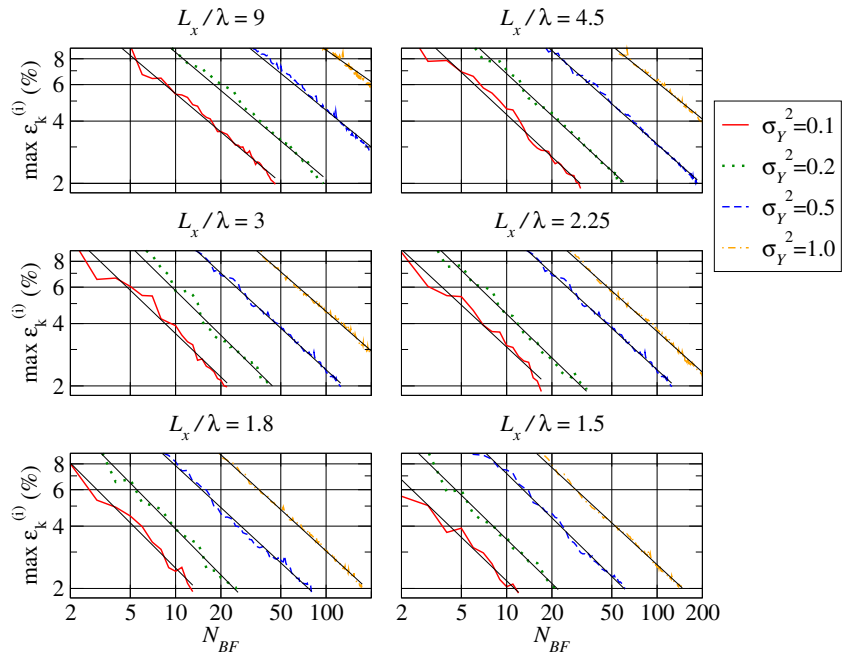 L_x/λ = 9
L_x/λ = 4.5
8
6
4
2
max ε_k^(i) (%)
σ_Y^2=0.1
σ_Y^2=0.2
σ_Y^2=0.5
σ_Y^2=1.0
L_x/λ = 3
L_x/λ = 2.25
8
6
4
2
max ε_k^(i) (%)
L_x/λ = 1.8
L_x/λ = 1.5
8
6
4
2
max ε_k^(i) (%)
2 5 10 20 50 100
2 5 10 20 50 100 200
N_BF
N_BF